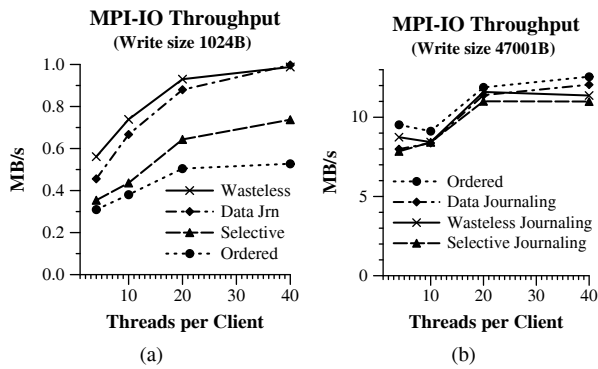 MPI-IO Throughput
(Write size 1024B)
MB/s
1.0
0.8
0.6
0.4
0.2
0.0
Wasteless
Data Jrn
Selective
Ordered
10
20
30
40
Threads per Client
(a)
MPI-IO Throughput
(Write size 47001B)
MB/s
10
5
0
Ordered
Data Journaling
Wasteless Journaling
Selective Journaling
10
20
30
40
Threads per Client
(b)